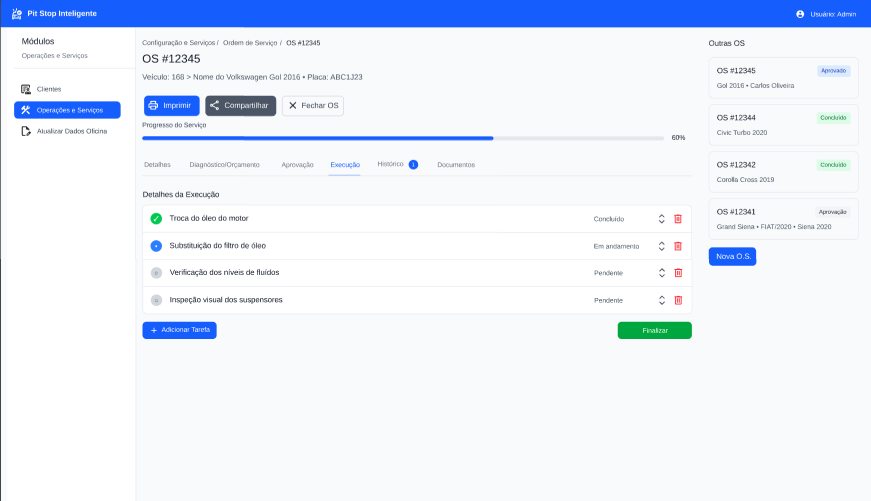 Pit Stop Inteligente
Usuário: Admin
Módulos
Operações e Serviços
Clientes
Operações e Serviços
Atualizar Dados Oficina
Configuração e Serviços / Ordem de Serviço / OS #12345
OS #12345
Veículo: 168 > Nome do Volkswagen Gol 2016 • Placa: ABC1J23
Imprimir
Compartilhar
Fechar OS
Progresso do Serviço
60%
Detalhes
Diagnóstico/Orçamento
Aprovação
Execução
Histórico
Documentos
Detalhes da Execução
Troca do óleo do motor
Concluído
Substituição do filtro de óleo
Em andamento
Verificação dos níveis de fluídos
Pendente
Inspeção visual dos suspensores
Pendente
+ Adicionar Tarefa
Finalizar
Outras OS
OS #12345
Aprovado
Gol 2016 • Carlos Oliveira
OS #12344
Concluído
Civic Turbo 2020
OS #12342
Concluído
Corolla Cross 2019
OS #12341
Aprovação
Grand Siena • FIAT/2020 • Siena 2020
Nova O.S.